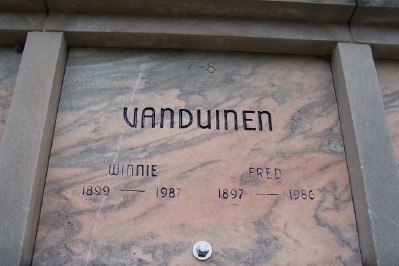 7-8
VANDUINEN
WINNIE FRED
1899 — 1987 1897 — 1986